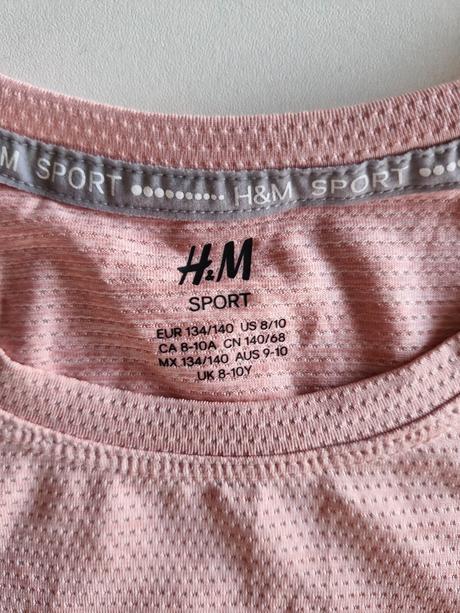 &M SPORT H&M SPORT
H&M
SPORT
EUR 134/140 US 8/10
CA 8-10A CN 140/68
MX 134/140 AUS 9-10
UK 8-10Y